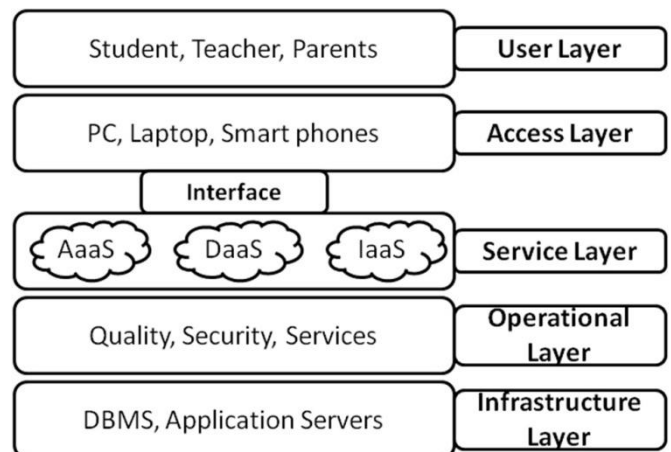 Student, Teacher, Parents
User Layer
PC, Laptop, Smart phones
Access Layer
Interface
AaaS
DaaS
IaaS
Service Layer
Quality, Security, Services
Operational
Layer
DBMS, Application Servers
Infrastructure
Layer